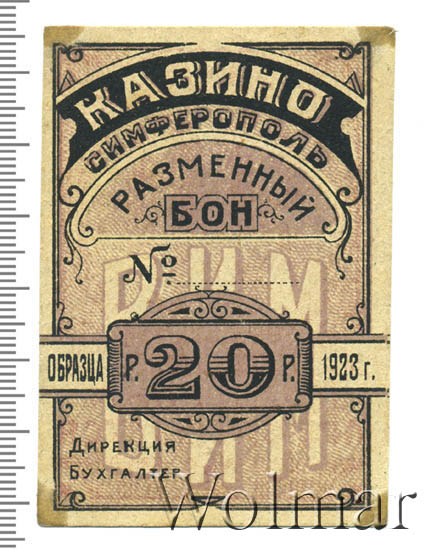 КАЗИНО
СИМФЕРОПОЛЬ
РАЗМЕННЫЙ
БОН
№
ОБРАЗЦА Р. 20 Р. 1923 г.
ДИРЕКЦИЯ
БУХГАЛТЕР
Wolmar